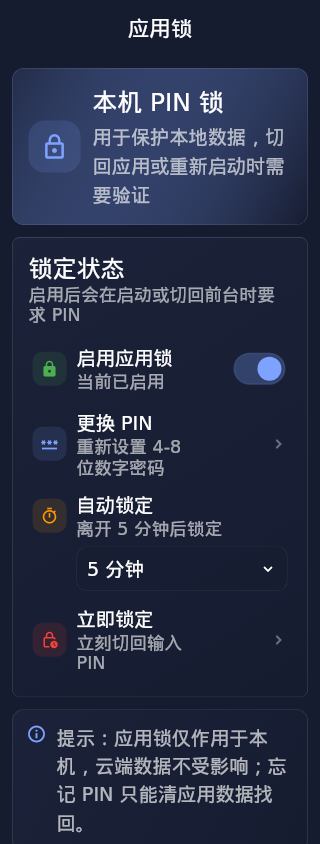 应用锁
本机 PIN 锁
用于保护本地数据，切
回应用或重新启动时需
要验证
锁定状态
启用后会在启动或切回前台时要
求 PIN
启用应用锁
当前已启用
更换 PIN
重新设置 4-8
位数字密码
自动锁定
离开 5 分钟后锁定
5 分钟
立即锁定
立刻切回输入
PIN
提示：应用锁仅作用于本
机，云端数据不受影响；忘
记 PIN 只能清应用数据找
回。